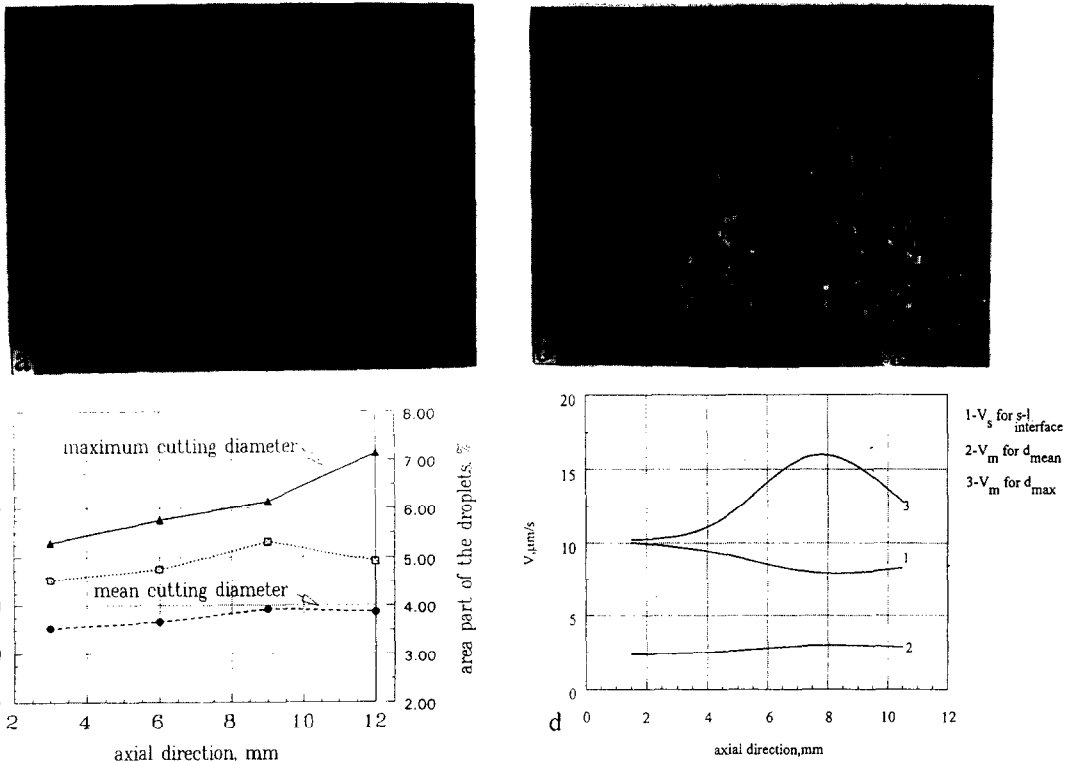 a
8.00
7.00
6.00
5.00
4.00
3.00
2.00
maximum cutting diameter
mean cutting diameter
area part of the droplets, %
2
4
6
8
10
12
axial direction, mm
20
15
10
5
0
V,μm/s
3
1
2
d
0
2
4
6
8
10
12
axial direction,mm
1-V_s for s-l interface
2-V_m for d_mean
3-V_m for d_max